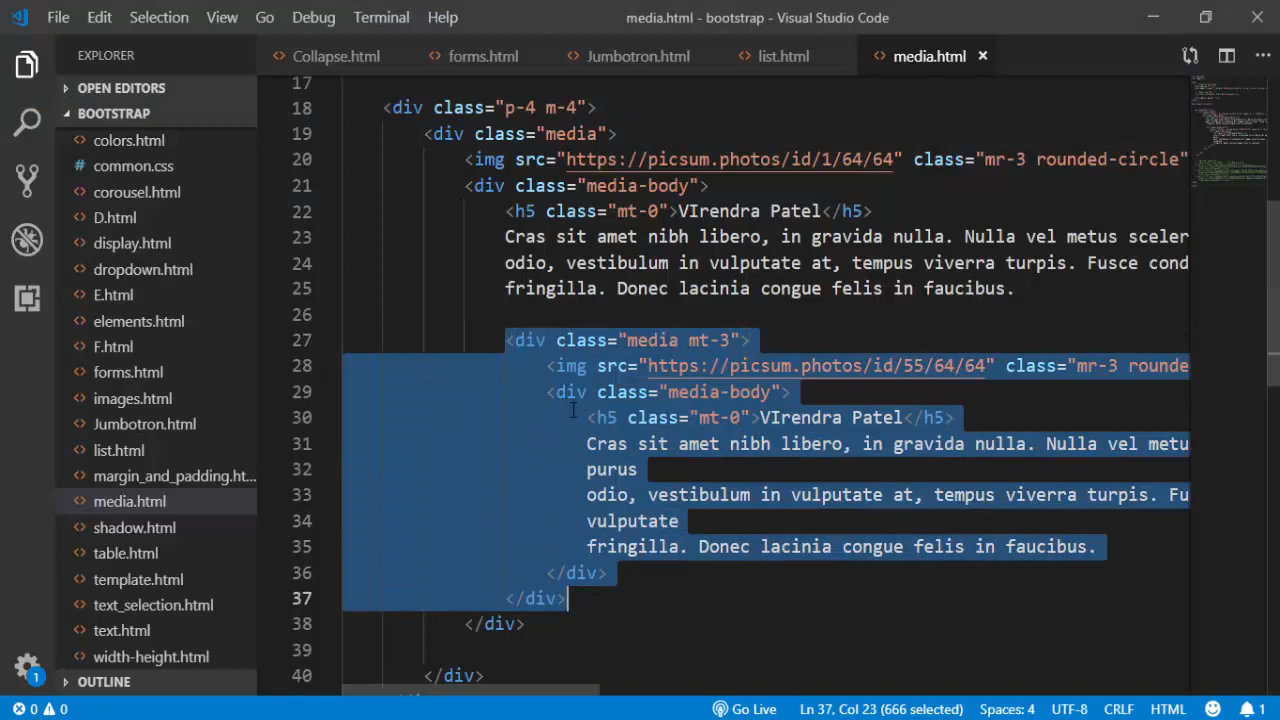 File Edit Selection View Go Debug Terminal Help media.html - bootstrap - Visual Studio Code
EXPLORER
OPEN EDITORS
BOOTSTRAP
colors.html
common.css
corousel.html
D.html
display.html
dropdown.html
E.html
elements.html
F.html
forms.html
images.html
Jumbotron.html
list.html
margin_and_padding.ht...
media.html
shadow.html
table.html
template.html
text_selection.html
text.html
width-height.html
OUTLINE
1
Collapse.html forms.html Jumbotron.html list.html media.html
17
18 <div class="p-4 m-4">
19 <div class="media">
20 <img src="https://picsum.photos/id/1/64/64" class="mr-3 rounded-circle"
21 <div class="media-body">
22 <h5 class="mt-0">VIrendra Patel</h5>
23 Cras sit amet nibh libero, in gravida nulla. Nulla vel metus sceler
24 odio, vestibulum in vulputate at, tempus viverra turpis. Fusce cond
25 fringilla. Donec lacinia congue felis in faucibus.
26
27 <div class="media mt-3">
28 <img src="https://picsum.photos/id/55/64/64" class="mr-3 rounde
29 <div class="media-body">
30 <h5 class="mt-0">VIrendra Patel</h5>
31 Cras sit amet nibh libero, in gravida nulla. Nulla vel metu
32 purus
33 odio, vestibulum in vulputate at, tempus viverra turpis. Fu
34 vulputate
35 fringilla. Donec lacinia congue felis in faucibus.
36 </div>
37 </div>
38 </div>
39
40 </div>
0 0 Go Live Ln 37, Col 23 (666 selected) Spaces: 4 UTF-8 CRLF HTML 1